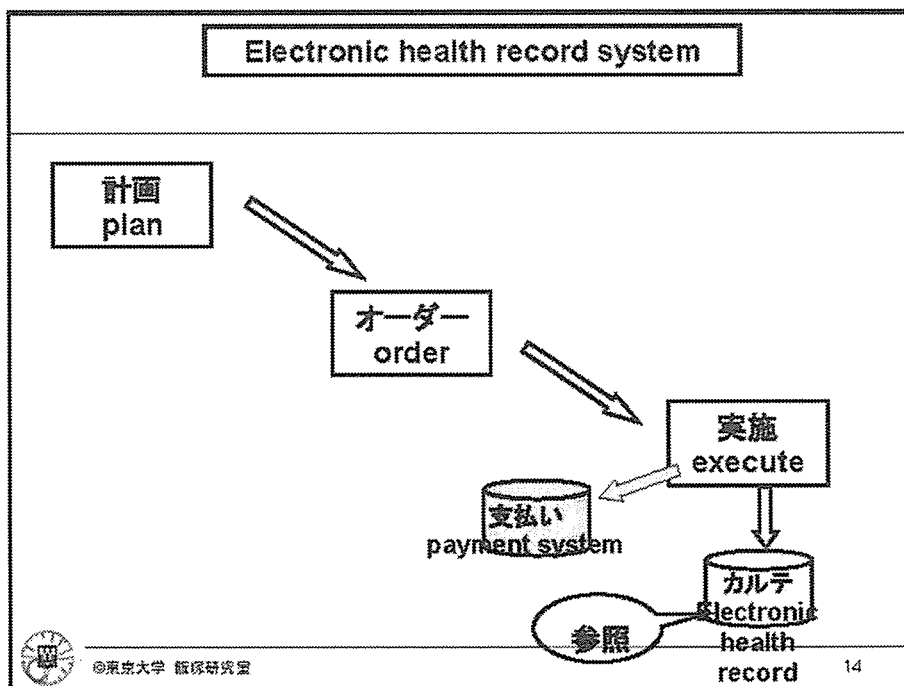 Electronic health record system
計画
plan
オーダー
order
実施
execute
支払い
payment system
カルテ
Electronic
health
record
参照
©東京大学 飯塚研究室
14